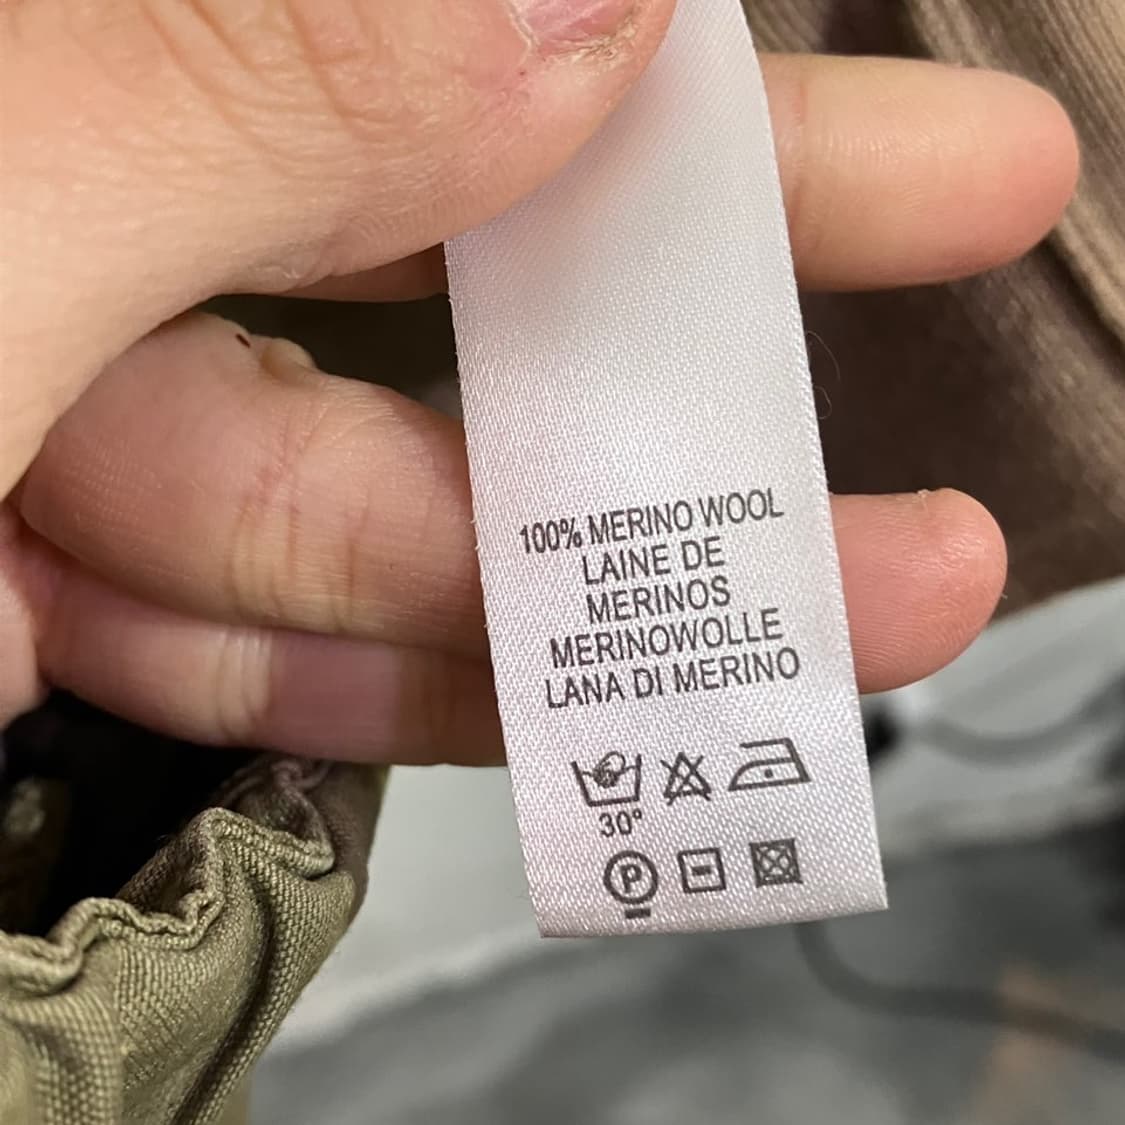 100% MERINO WOOL
LAINE DE
MERINOS
MERINOWOLLE
LANA DI MERINO
30°
P